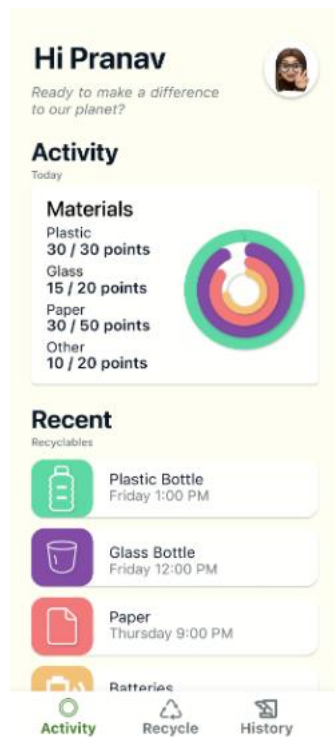 Hi Pranav
Ready to make a difference
to our planet?
Activity
Today
Materials
Plastic
30 / 30 points
Glass
15 / 20 points
Paper
30 / 50 points
Other
10 / 20 points
Recent
Recyclables
Plastic Bottle
Friday 1:00 PM
Glass Bottle
Friday 12:00 PM
Paper
Thursday 9:00 PM
Batteries
Activity Recycle History